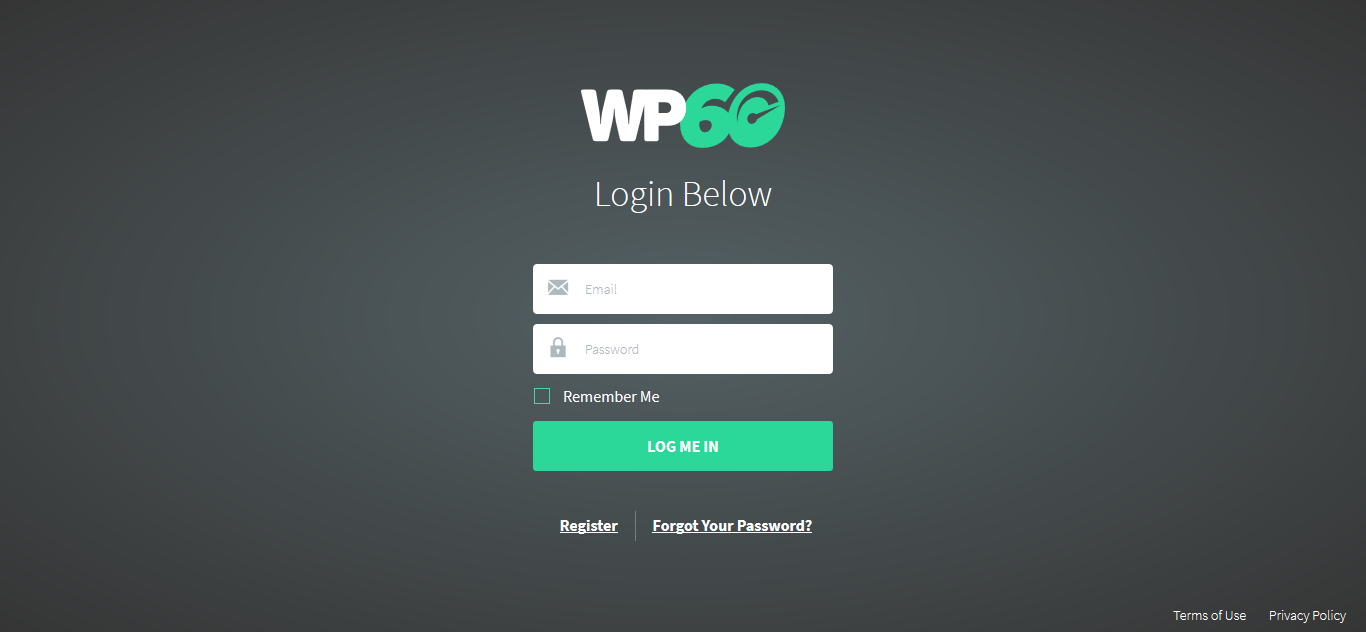 WP60
Login Below
Email
Password
Remember Me
LOG ME IN
Register
Forgot Your Password?
Terms of Use
Privacy Policy